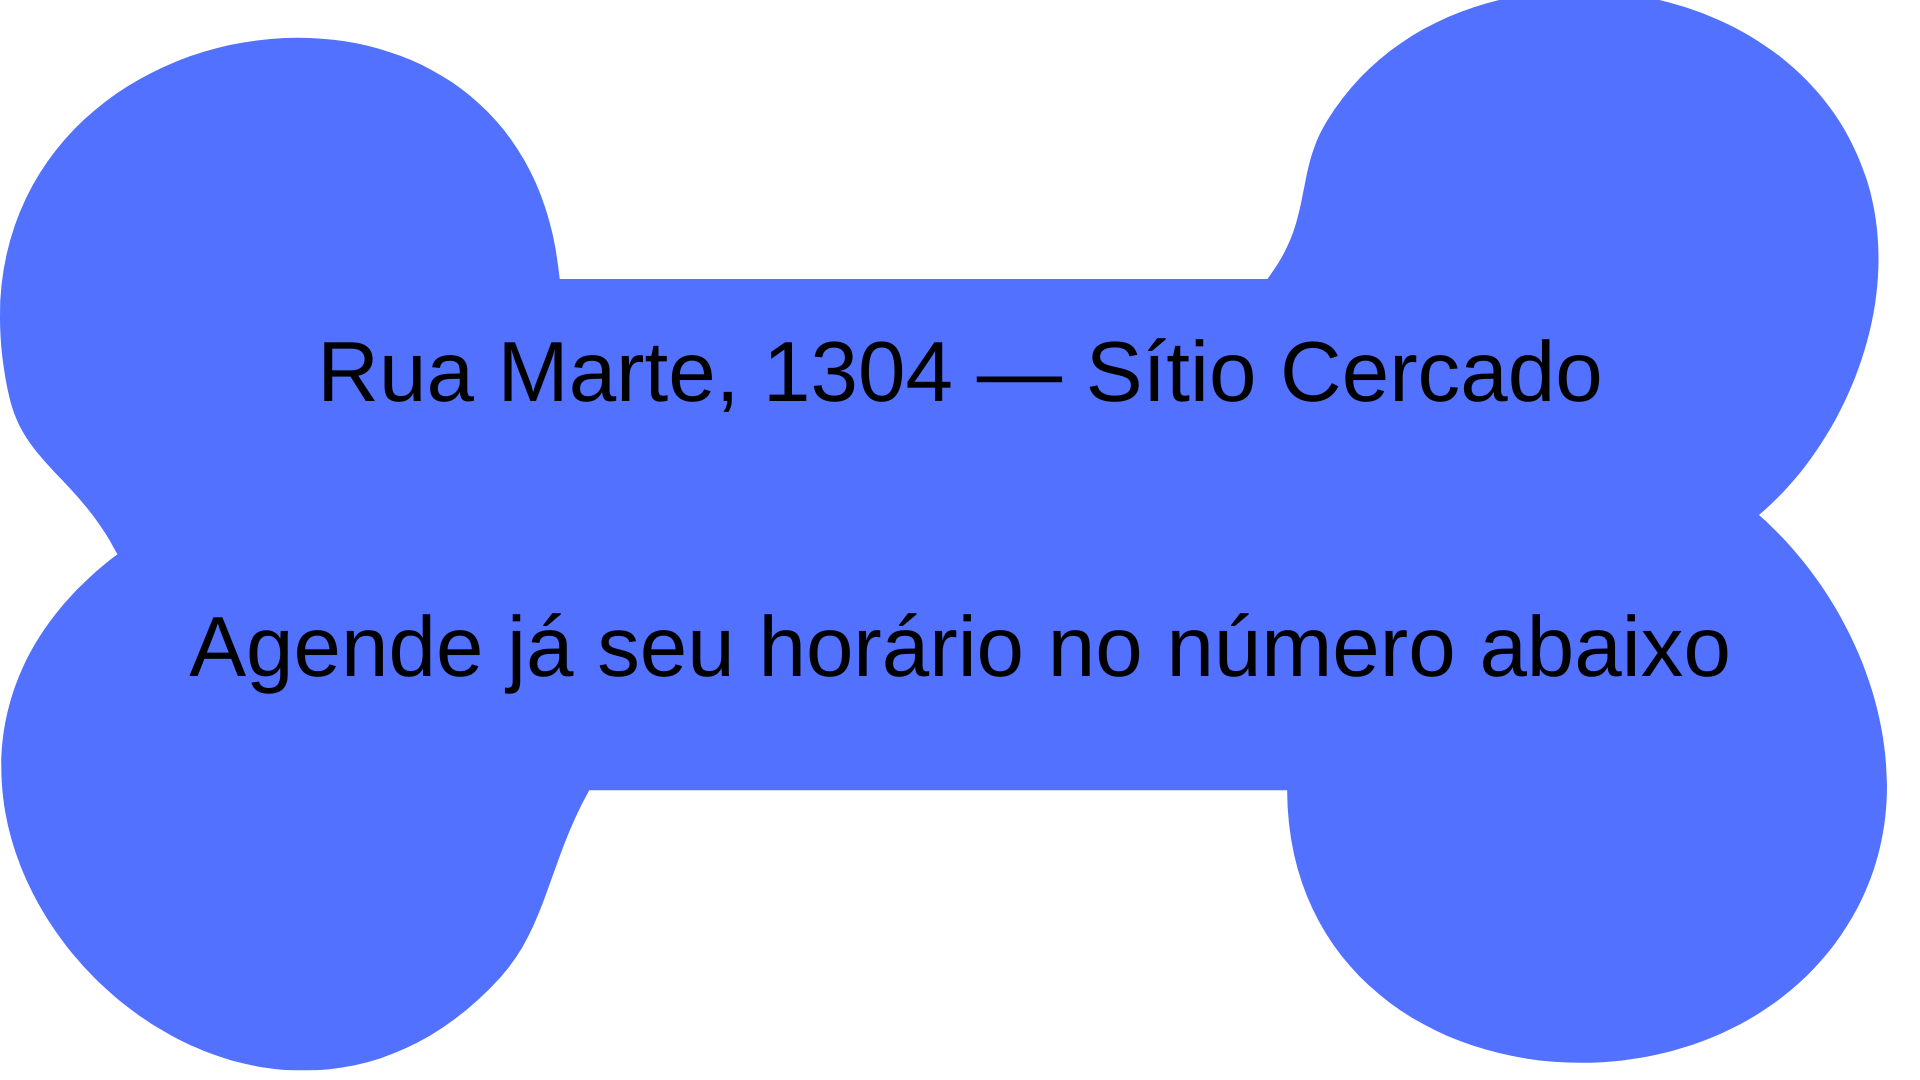 Rua Marte, 1304 — Sítio Cercado
Agende já seu horário no número abaixo